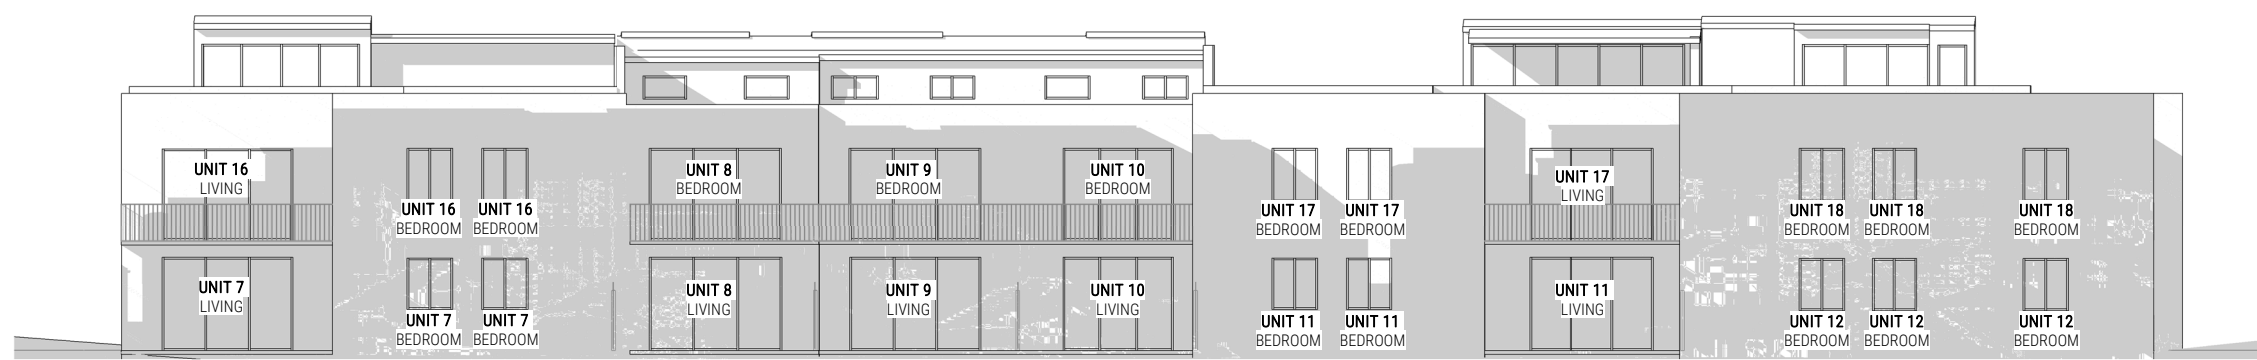 UNIT 16
LIVING
UNIT 8
BEDROOM
UNIT 9
BEDROOM
UNIT 10
BEDROOM
UNIT 17
LIVING
UNIT 16
BEDROOM
UNIT 16
BEDROOM
UNIT 17
BEDROOM
UNIT 17
BEDROOM
UNIT 18
BEDROOM
UNIT 18
BEDROOM
UNIT 18
BEDROOM
UNIT 7
LIVING
UNIT 8
LIVING
UNIT 9
LIVING
UNIT 10
LIVING
UNIT 11
LIVING
UNIT 7
BEDROOM
UNIT 7
BEDROOM
UNIT 11
BEDROOM
UNIT 11
BEDROOM
UNIT 12
BEDROOM
UNIT 12
BEDROOM
UNIT 12
BEDROOM